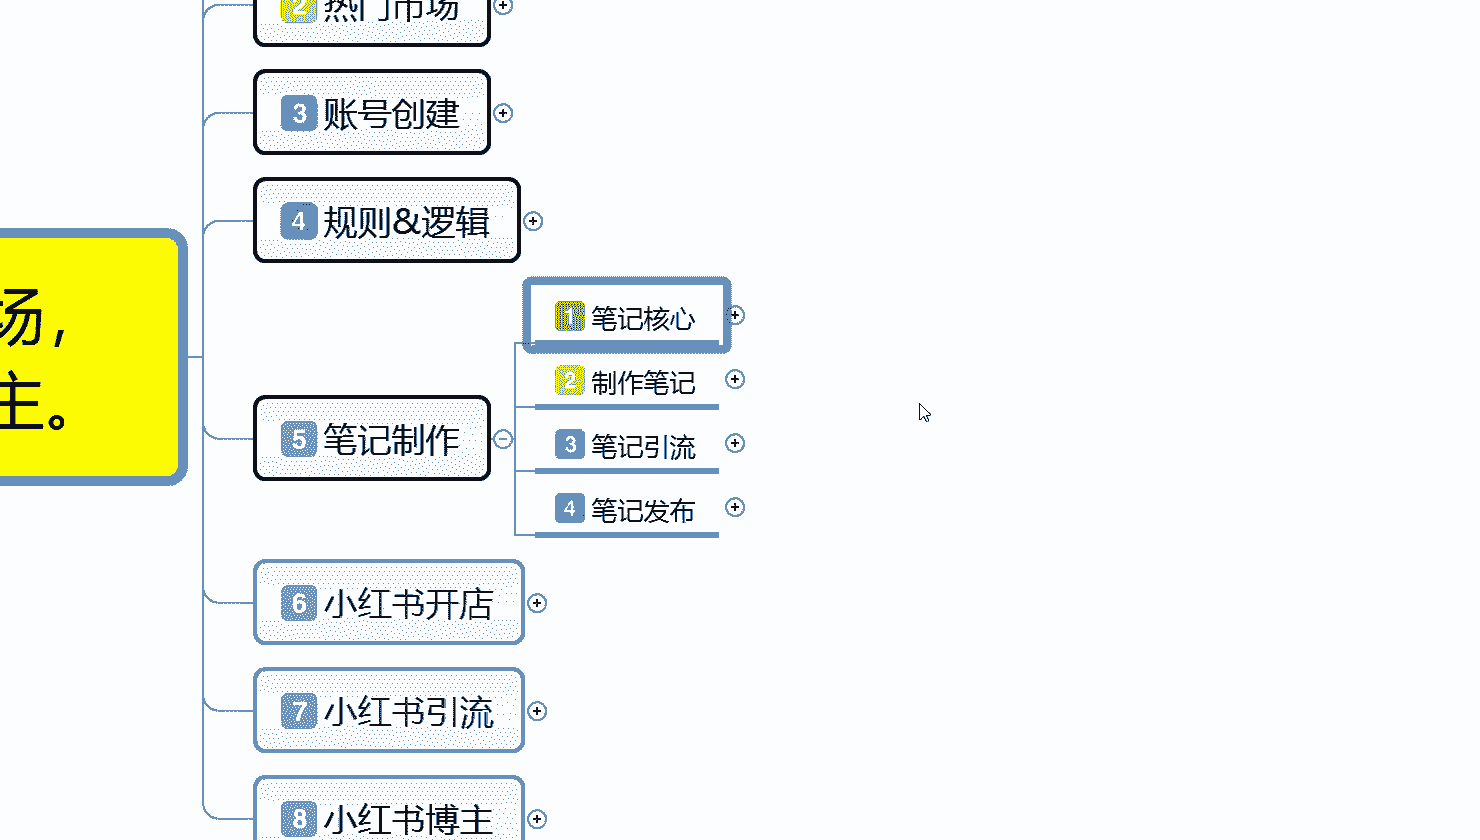 2 热门市场
3 账号创建
4 规则&逻辑
场，
主。
5 笔记制作
1 笔记核心
2 制作笔记
3 笔记引流
4 笔记发布
6 小红书开店
7 小红书引流
8 小红书博主